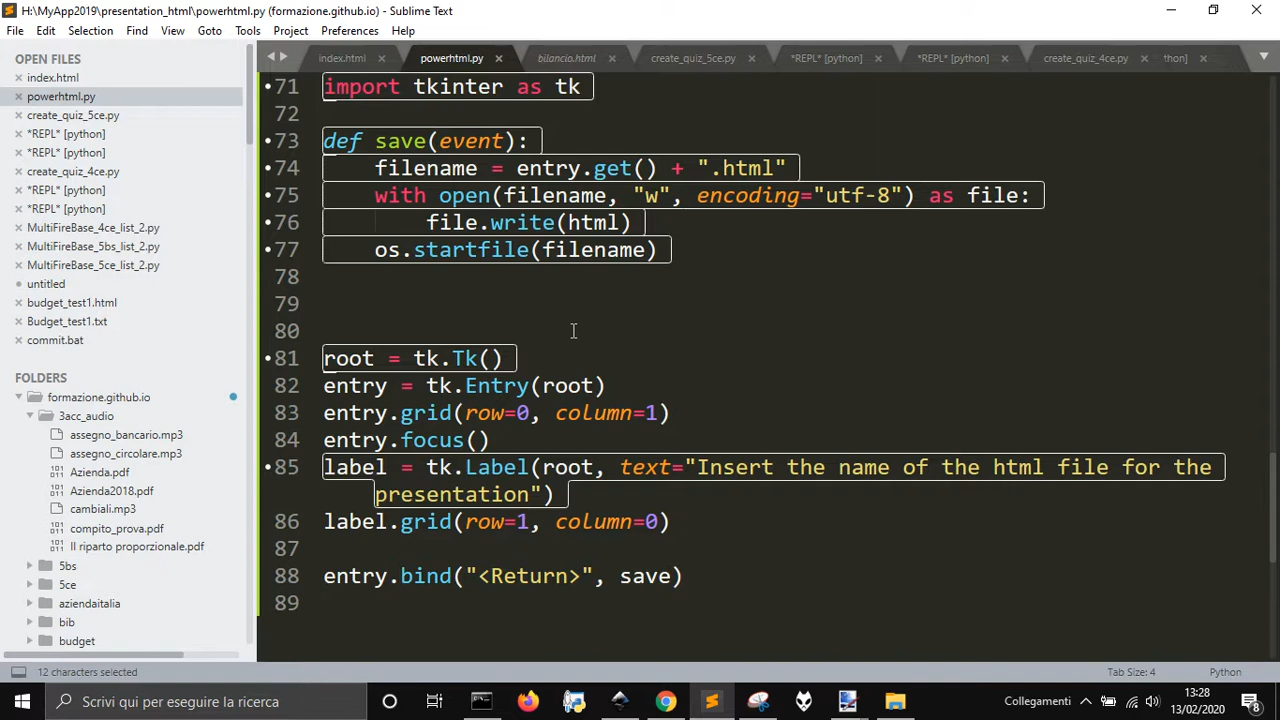 H:\MyApp2019\presentation_html\powerhtml.py (formazione.github.io) - Sublime Text
File Edit Selection Find View Goto Tools Project Preferences Help
OPEN FILES
index.html
powerhtml.py
create_quiz_5ce.py
*REPL* [python]
*REPL* [python]
create_quiz_4ce.py
*REPL* [python]
*REPL* [python]
MultiFireBase_4ce_list_2.py
MultiFireBase_5bs_list_2.py
MultiFireBase_5ce_list_2.py
untitled
budget_test1.html
Budget_test1.txt
commit.bat
FOLDERS
formazione.github.io
3acc_audio
assegno_bancario.mp3
assegno_circolare.mp3
Azienda.pdf
Azienda2018.pdf
cambiali.mp3
compito_prova.pdf
Il riparto proporzionale.pdf
5bs
5ce
aziendaitalia
bib
budget
index.html powerhtml.py bilancio.html create_quiz_5ce.py *REPL* [python] *REPL* [python] create_quiz_4ce.py thon]
71 import tkinter as tk
72
73 def save(event):
74 filename = entry.get() + ".html"
75 with open(filename, "w", encoding="utf-8") as file:
76 file.write(html)
77 os.startfile(filename)
78
79
80
81 root = tk.Tk()
82 entry = tk.Entry(root)
83 entry.grid(row=0, column=1)
84 entry.focus()
85 label = tk.Label(root, text="Insert the name of the html file for the
presentation")
86 label.grid(row=1, column=0)
87
88 entry.bind("<Return>", save)
89
12 characters selected Tab Size: 4 Python
Scrivi qui per eseguire la ricerca
Collegamenti
13:28
13/02/2020
8